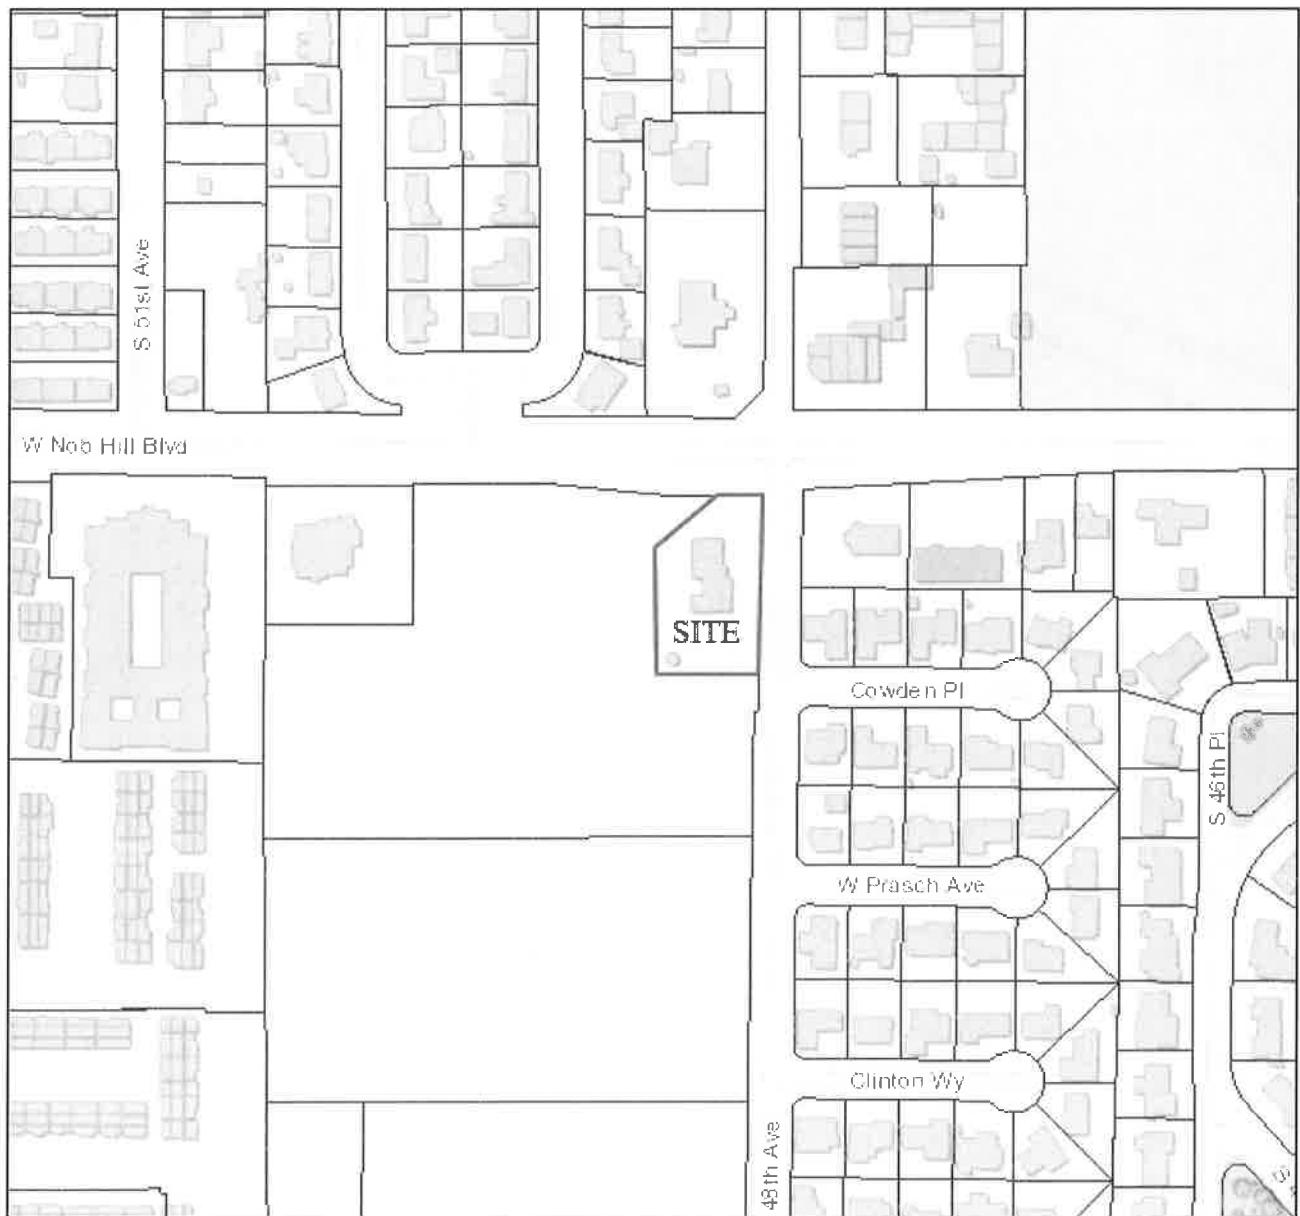 S 51st Ave
W Nob Hill Blvd
SITE
Cowden Pl
S 46th Pl
W Prasch Ave
Clinton Wy
48th Ave